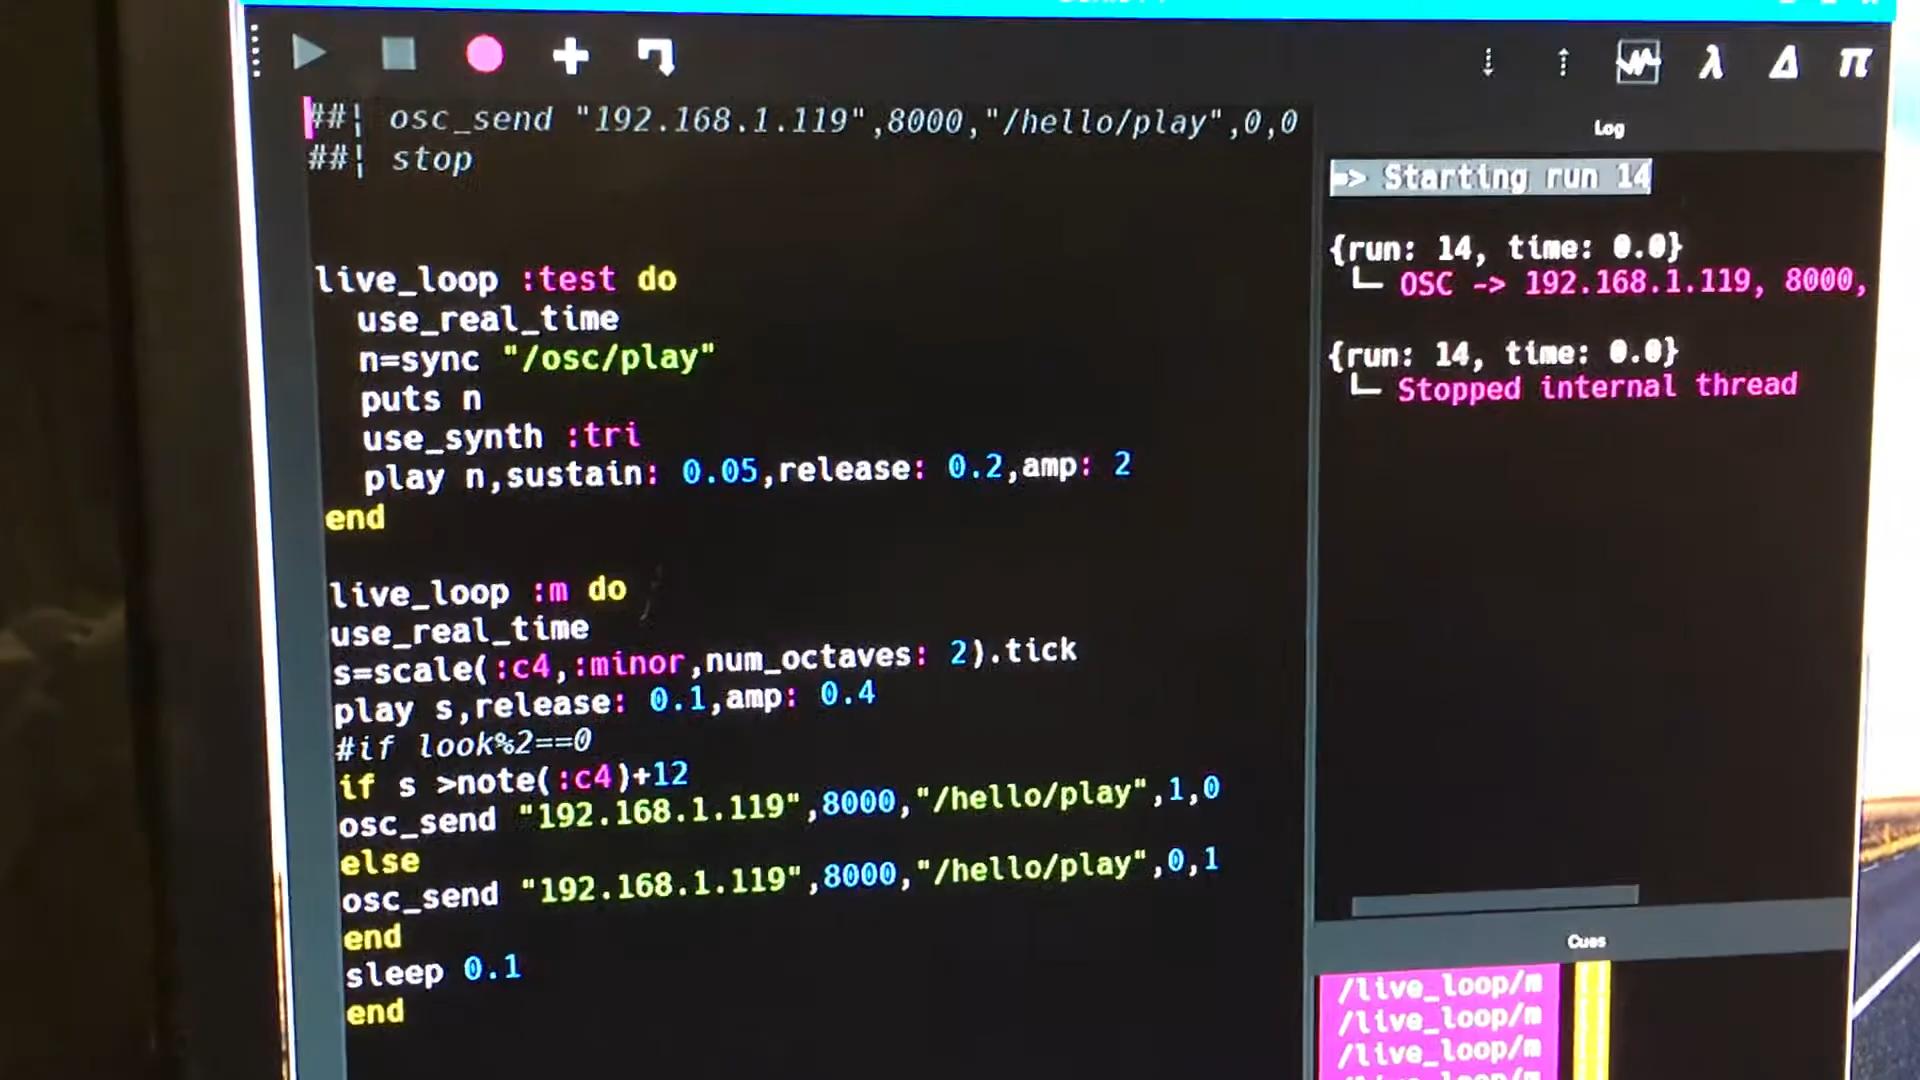 ##| osc_send "192.168.1.119",8000,"/hello/play",0,0
##| stop
live_loop :test do
use_real_time
n=sync "/osc/play"
puts n
use_synth :tri
play n,sustain: 0.05,release: 0.2,amp: 2
end
live_loop :m do
use_real_time
s=scale(:c4,:minor,num_octaves: 2).tick
play s,release: 0.1,amp: 0.4
#if look%2==0
if s >note(:c4)+12
osc_send "192.168.1.119",8000,"/hello/play",1,0
else
osc_send "192.168.1.119",8000,"/hello/play",0,1
end
sleep 0.1
end
λ Δ π
Log
=> Starting run 14
{run: 14, time: 0.0}
└─ OSC -> 192.168.1.119, 8000,
{run: 14, time: 0.0}
└─ Stopped internal thread
Cues
/live_loop/m
/live_loop/m
/live_loop/m